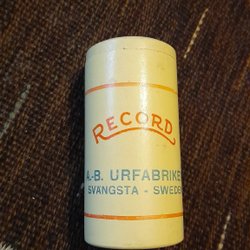 RECORD
A.-B. URFABRIKE
SVANGSTA - SWEDE